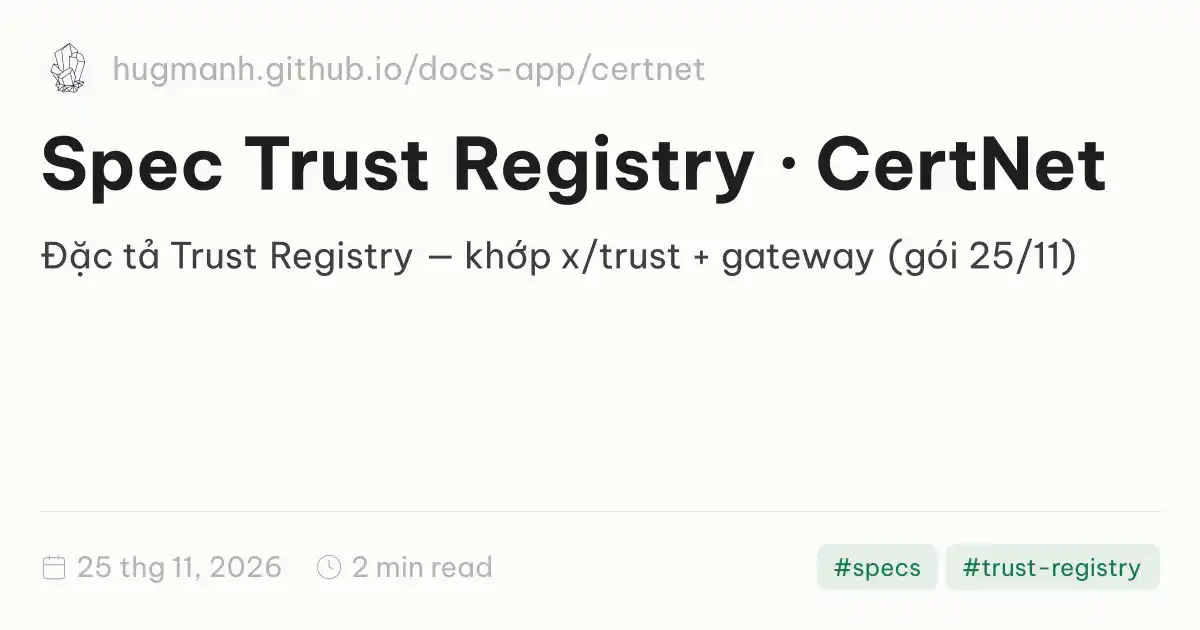 hugmanh.github.io/docs-app/certnet
Spec Trust Registry · CertNet
Đặc tả Trust Registry — khớp x/trust + gateway (gói 25/11)
25 thg 11, 2026 2 min read #specs #trust-registry